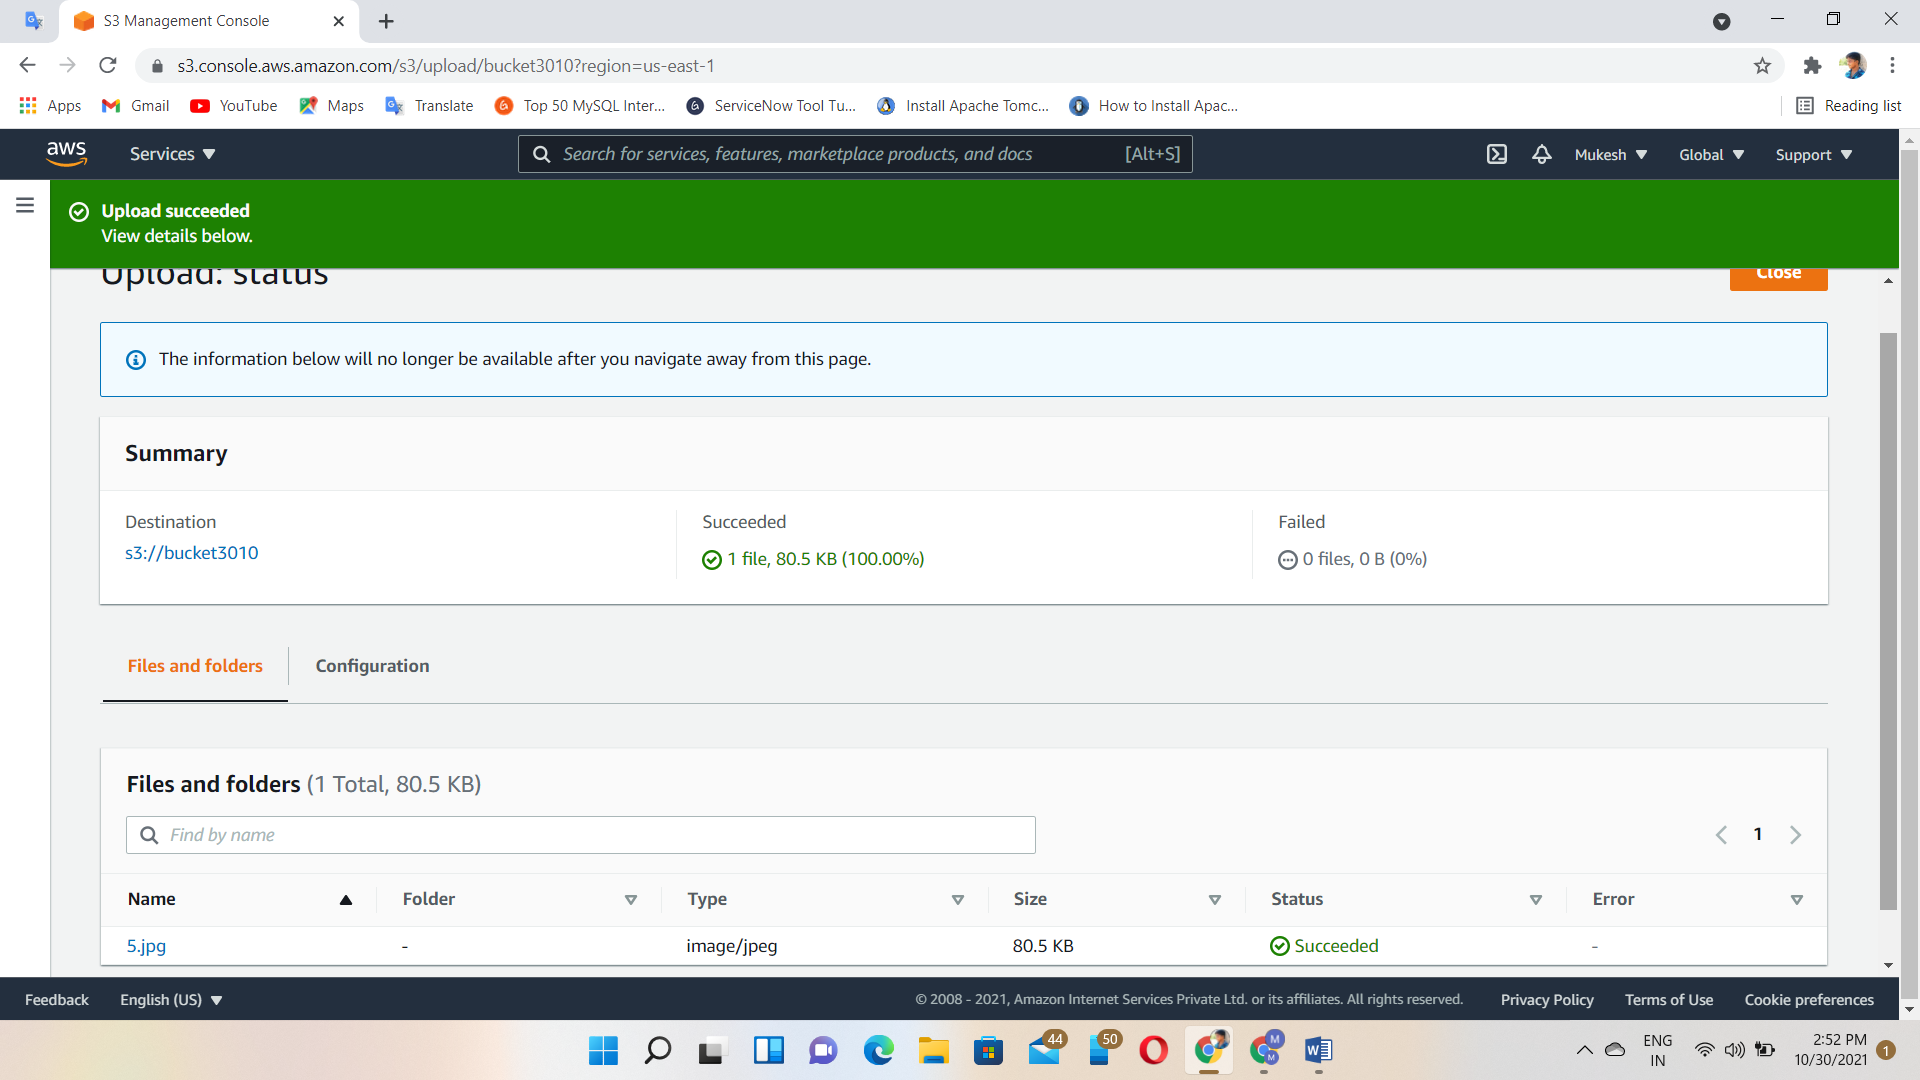 S3 Management Console
s3.console.aws.amazon.com/s3/upload/bucket3010?region=us-east-1
Apps Gmail YouTube Maps Translate Top 50 MySQL Inter... ServiceNow Tool Tu... Install Apache Tomc... How to Install Apac... Reading list
aws Services Search for services, features, marketplace products, and docs [Alt+S] Mukesh Global Support
Upload succeeded
View details below.
Upload: status Close
The information below will no longer be available after you navigate away from this page.
Summary
Destination Succeeded Failed
s3://bucket3010 1 file, 80.5 KB (100.00%) 0 files, 0 B (0%)
Files and folders Configuration
Files and folders (1 Total, 80.5 KB)
Find by name 1
Name Folder Type Size Status Error
5.jpg - image/jpeg 80.5 KB Succeeded -
Feedback English (US) © 2008 - 2021, Amazon Internet Services Private Ltd. or its affiliates. All rights reserved. Privacy Policy Terms of Use Cookie preferences
44 50 M M W
ENG 2:52 PM
IN 10/30/2021 1